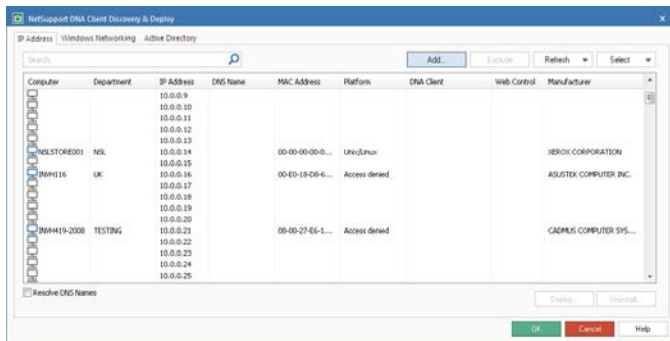 NetSupport DNA Client Discovery & Deploy
IP Address Windows Networking Active Directory
Search Add... Exclude Refresh Select
Computer Department IP Address DNS Name MAC Address Platform DNA Client Web Control Manufacturer
10.0.0.9
10.0.0.10
10.0.0.11
10.0.0.12
10.0.0.13
NSLSTORE001 NSL 10.0.0.14 00-00-00-00-0... Unix/Linux XEROX CORPORATION
10.0.0.15
INVH116 UK 10.0.0.16 00-E0-18-D8-6... Access denied ASUSTEK COMPUTER INC.
10.0.0.17
10.0.0.18
10.0.0.19
10.0.0.20
INVH419-2008 TESTING 10.0.0.21 08-00-27-E6-1... Access denied CADMUS COMPUTER SYS...
10.0.0.22
10.0.0.23
10.0.0.24
10.0.0.25
Resolve DNS Names
Deploy... Uninstall...
OK Cancel Help